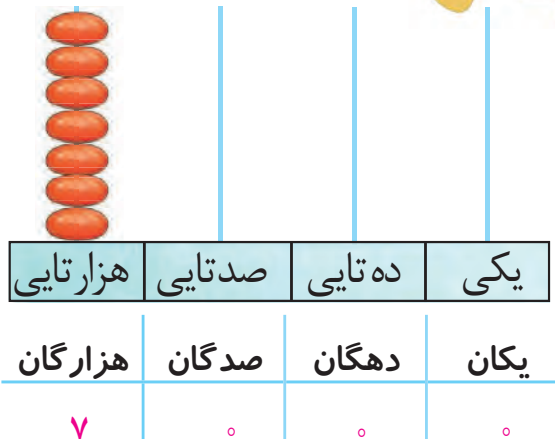 یکی ده تایی صدتایی هزارتایی
یکان دهگان صدگان هزارگان
۷ ۰ ۰ ۰